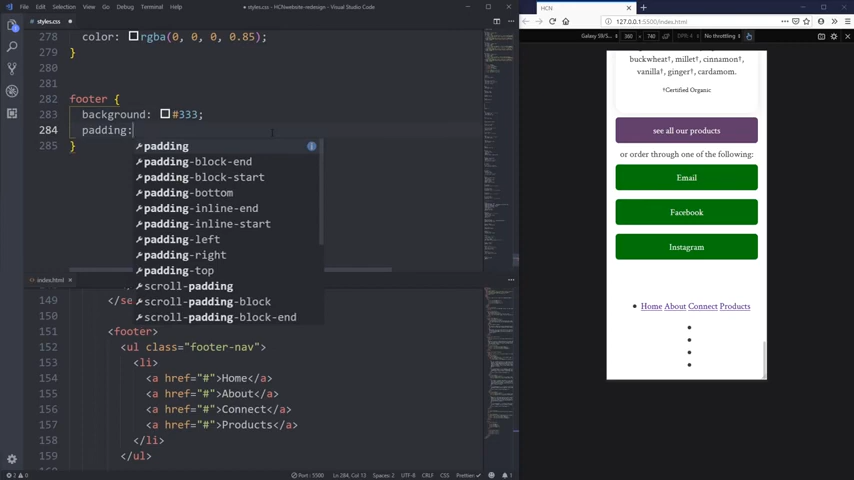 File Edit Selection View Go Debug Terminal Help
styles.css - HCNwebsite-redesign - Visual Studio Code
styles.css
278 color: rgba(0, 0, 0, 0.85);
279 }
280
281
282 footer {
283 background: #333;
284 padding:
285 }
padding
padding-block-end
padding-block-start
padding-bottom
padding-inline-end
padding-inline-start
padding-left
padding-right
padding-top
scroll-padding
scroll-padding-block
scroll-padding-block-end
index.html
149 </se
150
151 <footer>
152 <ul class="footer-nav">
153 <li>
154 <a href="#">Home</a>
155 <a href="#">About</a>
156 <a href="#">Connect</a>
157 <a href="#">Products</a>
158 </li>
159 </ul>
Port : 5500 Ln 284, Col 13 Spaces: 2 UTF-8 CRLF CSS Prettier
HCN
127.0.0.1:5500/index.html
Galaxy S9/S... 360 × 740 DPR: 4 No throttling
buckwheat†, millet†, cinnamon†,
vanilla†, ginger†, cardamom.
†Certified Organic
see all our products
or order through one of the following:
Email
Facebook
Instagram
Home About Connect Products